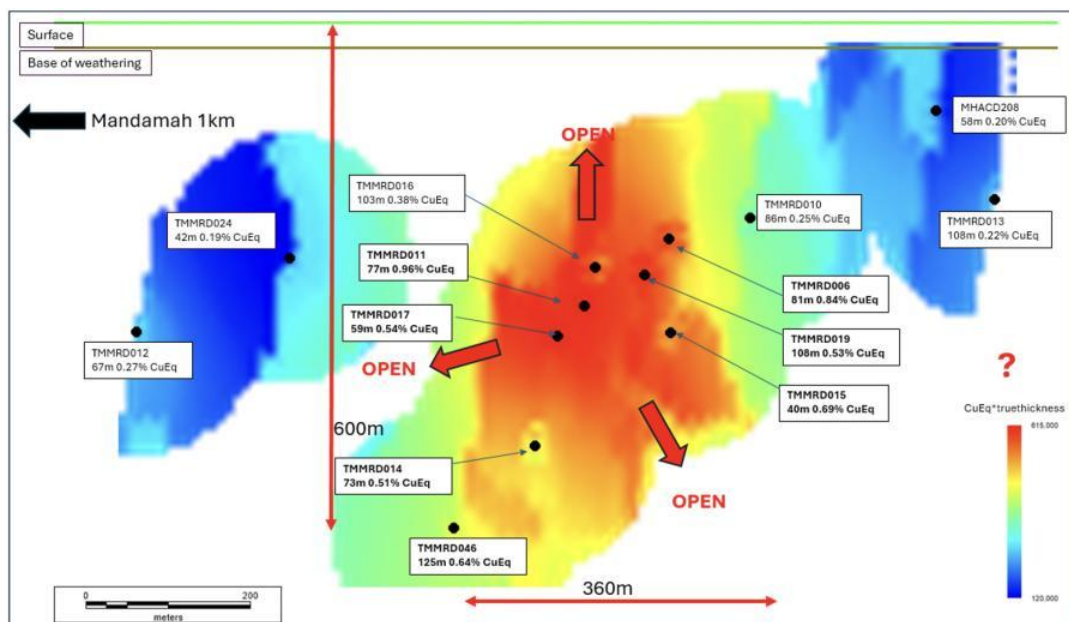 Surface
Base of weathering
Mandamah 1km
OPEN
MHACD208
58m 0.20% CuEq
TMMRD016
103m 0.38% CuEq
TMMRD010
86m 0.25% CuEq
TMMRD013
108m 0.22% CuEq
TMMRD024
42m 0.19% CuEq
TMMRD011
77m 0.96% CuEq
TMMRD006
81m 0.84% CuEq
TMMRD017
59m 0.54% CuEq
TMMRD019
108m 0.53% CuEq
TMMRD012
67m 0.27% CuEq
OPEN
?
TMMRD015
40m 0.69% CuEq
CuEq*truethickness
615,000
600m
TMMRD014
73m 0.51% CuEq
OPEN
TMMRD046
125m 0.64% CuEq
360m
0 200
meters
120,000